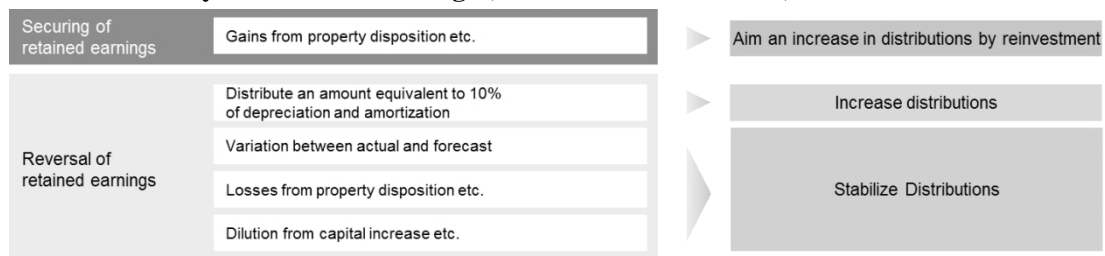 Securing of
retained earnings
Gains from property disposition etc.
Aim an increase in distributions by reinvestment
Distribute an amount equivalent to 10%
of depreciation and amortization
Increase distributions
Reversal of
retained earnings
Variation between actual and forecast
Losses from property disposition etc.
Dilution from capital increase etc.
Stabilize Distributions